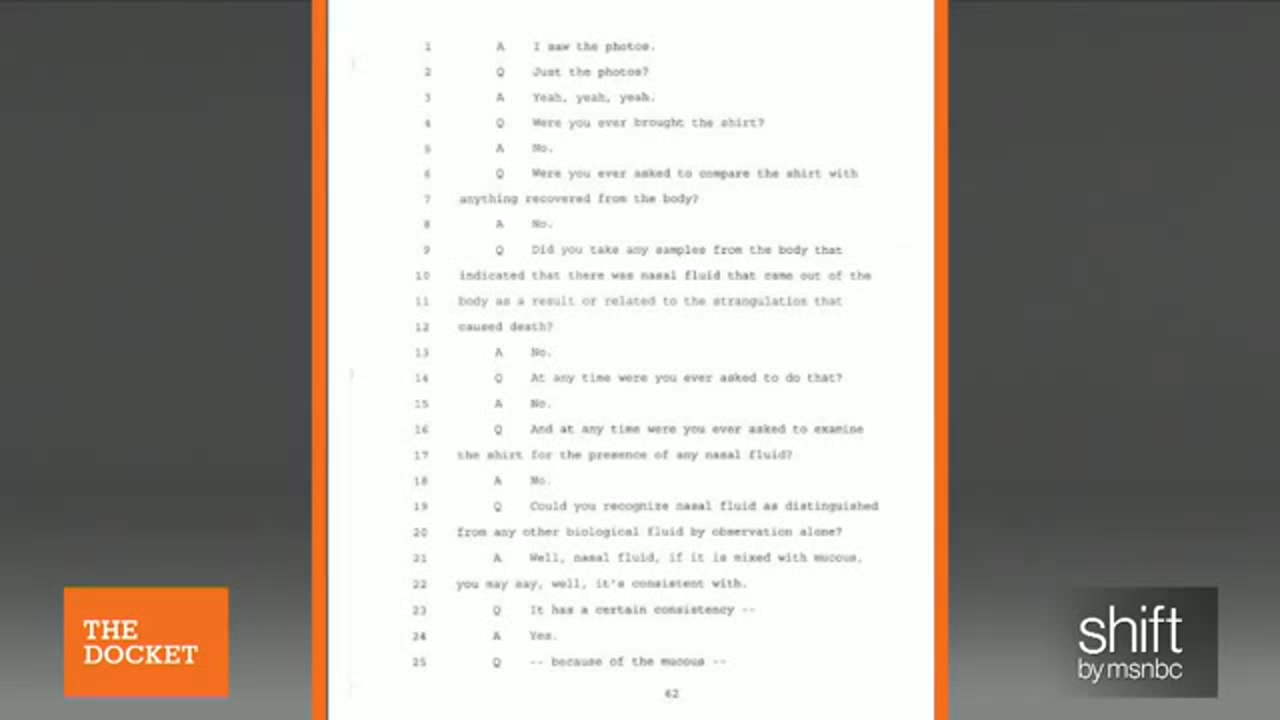 1 A I saw the photos.
2 Q Just the photos?
3 A Yeah, yeah, yeah.
4 Q Were you ever brought the shirt?
5 A No.
6 Q Were you ever asked to compare the shirt with
7 anything recovered from the body?
8 A No.
9 Q Did you take any samples from the body that
10 indicated that there was nasal fluid that came out of the
11 body as a result or related to the strangulation that
12 caused death?
13 A No.
14 Q At any time were you ever asked to do that?
15 A No.
16 Q And at any time were you ever asked to examine
17 the shirt for the presence of any nasal fluid?
18 A No.
19 Q Could you recognize nasal fluid as distinguished
20 from any other biological fluid by observation alone?
21 A Well, nasal fluid, if it is mixed with mucous,
22 you may say, well, it's consistent with.
23 Q It has a certain consistency --
24 A Yes.
25 Q -- because of the mucous --
62
THE
DOCKET
shift
by msnbc